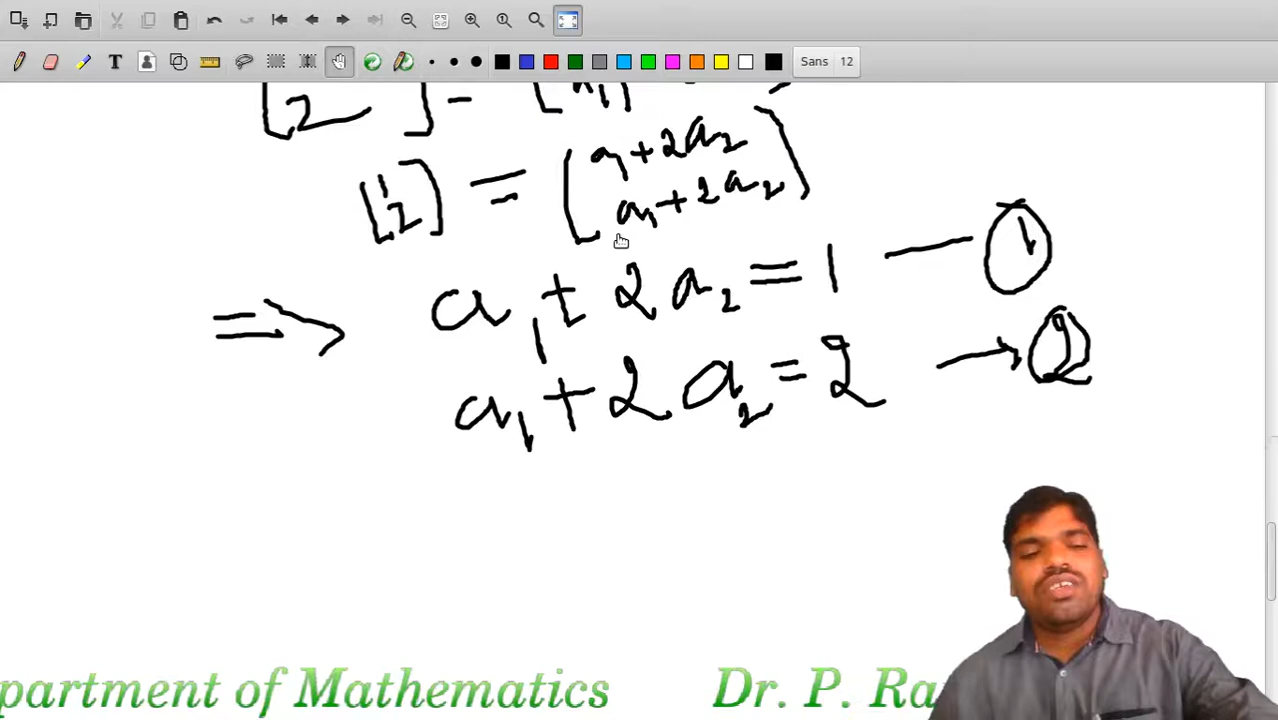 Sans 12
[1 2] = [a1 + 2a2
a1 + 2a2]
=> a1 + 2a2 = 1 — ①
a1 + 2a2 = 2 → ②
partment of Mathematics Dr. P. Ra